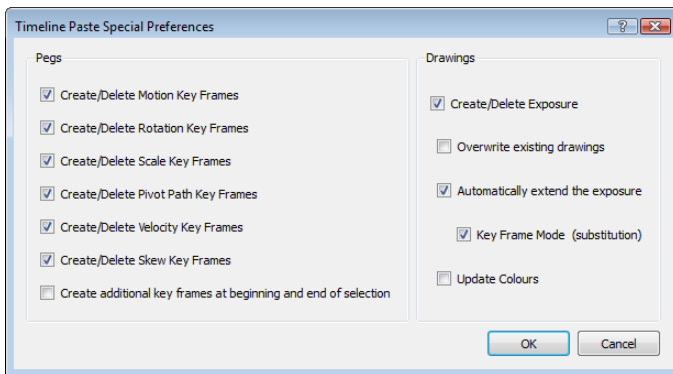 Timeline Paste Special Preferences
Pegs
Create/Delete Motion Key Frames
Create/Delete Rotation Key Frames
Create/Delete Scale Key Frames
Create/Delete Pivot Path Key Frames
Create/Delete Velocity Key Frames
Create/Delete Skew Key Frames
Create additional key frames at beginning and end of selection
Drawings
Create/Delete Exposure
Overwrite existing drawings
Automatically extend the exposure
Key Frame Mode (substitution)
Update Colours
OK
Cancel